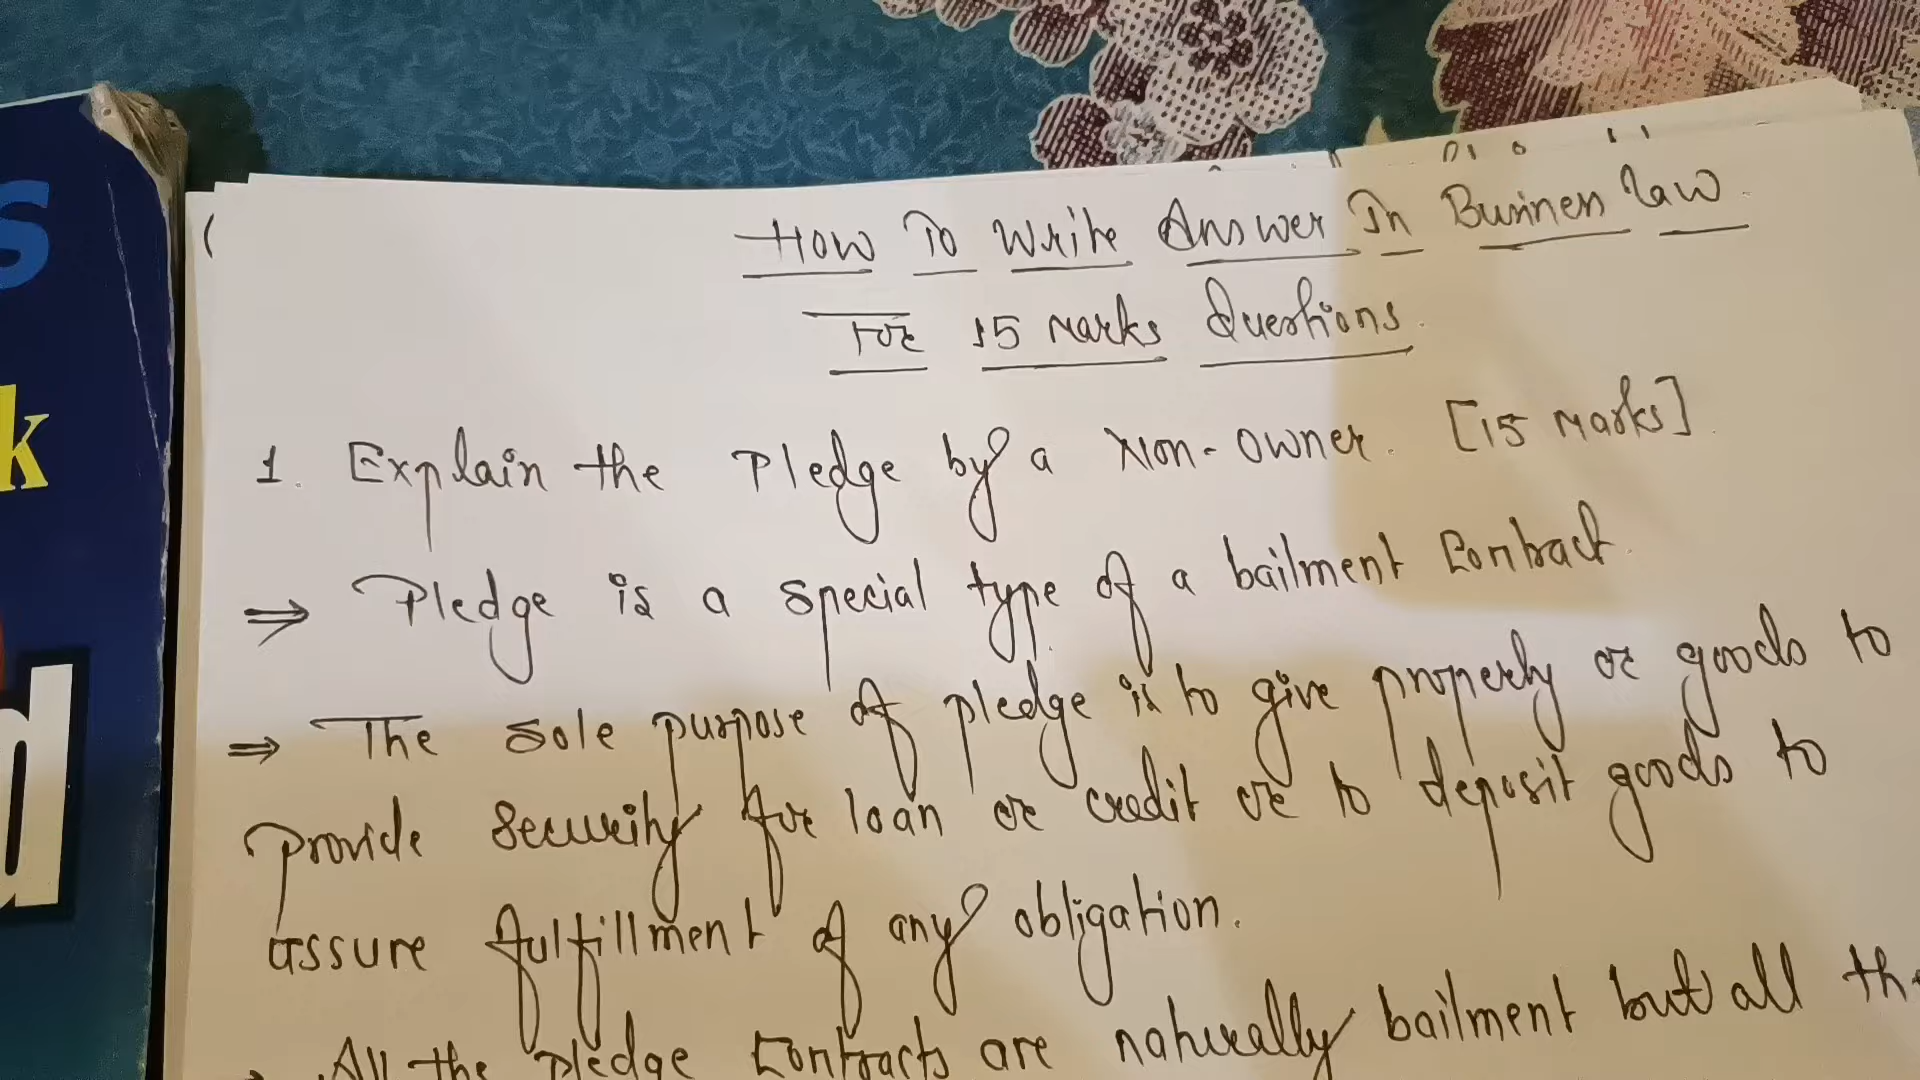 How To Write Answer In Business Law
For 15 Marks Questions.
1. Explain the Pledge by a Non-Owner. [15 Marks]
⇒ Pledge is a special type of a bailment Contract.
⇒ The sole purpose of pledge is to give property or goods to
provide security for loan or credit or to deposit goods to
assure fulfillment of any obligation.
All the pledge Contracts are naturally bailment but all
s
k
d